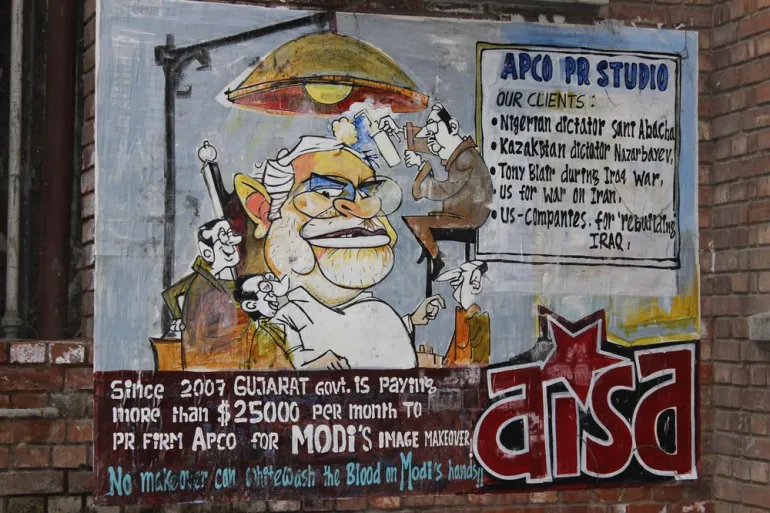 APCO PR STUDIO
OUR CLIENTS :
• Nigerian dictator Sani Abacha
• Kazakistan dictator Nazarbayev,
• Tony Blair during Iraq war,
• US for war on Iran.
• US-companies. for 'rebuilding'
IRAQ,
Since 2007 GUJARAT govt. is paying
more than $25000 per month to
PR firm Apco for MODI'S image makeover,
No makeover can whitewash the Blood on Modi's hands!!
aisa